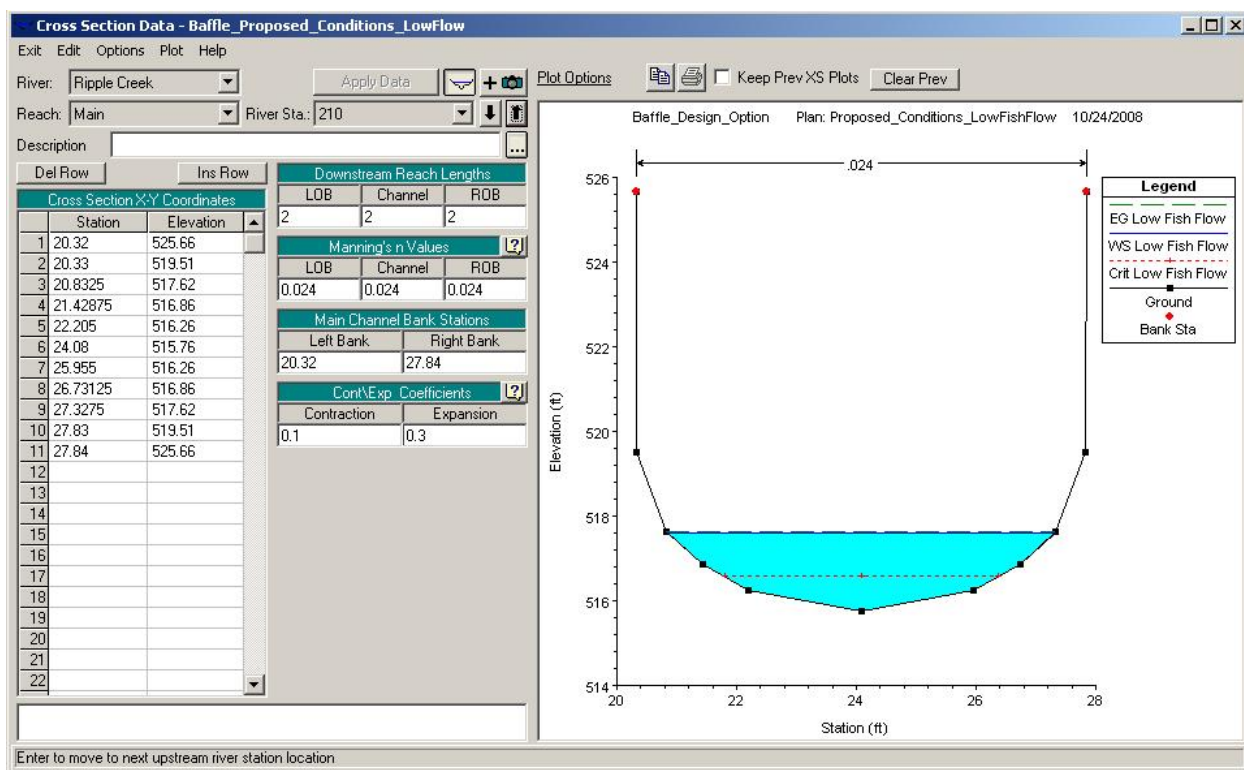 Cross Section Data - Baffle_Proposed_Conditions_LowFlow
Exit Edit Options Plot Help
River: Ripple Creek Apply Data
Reach: Main River Sta.: 210
Description ...
Del Row Ins Row
Cross Section X-Y Coordinates
Station Elevation
1 20.32 525.66
2 20.33 519.51
3 20.8325 517.62
4 21.42875 516.86
5 22.205 516.26
6 24.08 515.76
7 25.955 516.26
8 26.73125 516.86
9 27.3275 517.62
10 27.83 519.51
11 27.84 525.66
12
13
14
15
16
17
18
19
20
21
22
Downstream Reach Lengths
LOB Channel ROB
2 2 2
Manning's n Values ?
LOB Channel ROB
0.024 0.024 0.024
Main Channel Bank Stations
Left Bank Right Bank
20.32 27.84
Cont\Exp Coefficients ?
Contraction Expansion
0.1 0.3
Plot Options Keep Prev XS Plots Clear Prev
Baffle_Design_Option Plan: Proposed_Conditions_LowFishFlow 10/24/2008
.024
526
524
522
520
518
516
514
Elevation (ft)
20 22 24 26 28
Station (ft)
Legend
EG Low Fish Flow
WS Low Fish Flow
Crit Low Fish Flow
Ground
Bank Sta
Enter to move to next upstream river station location